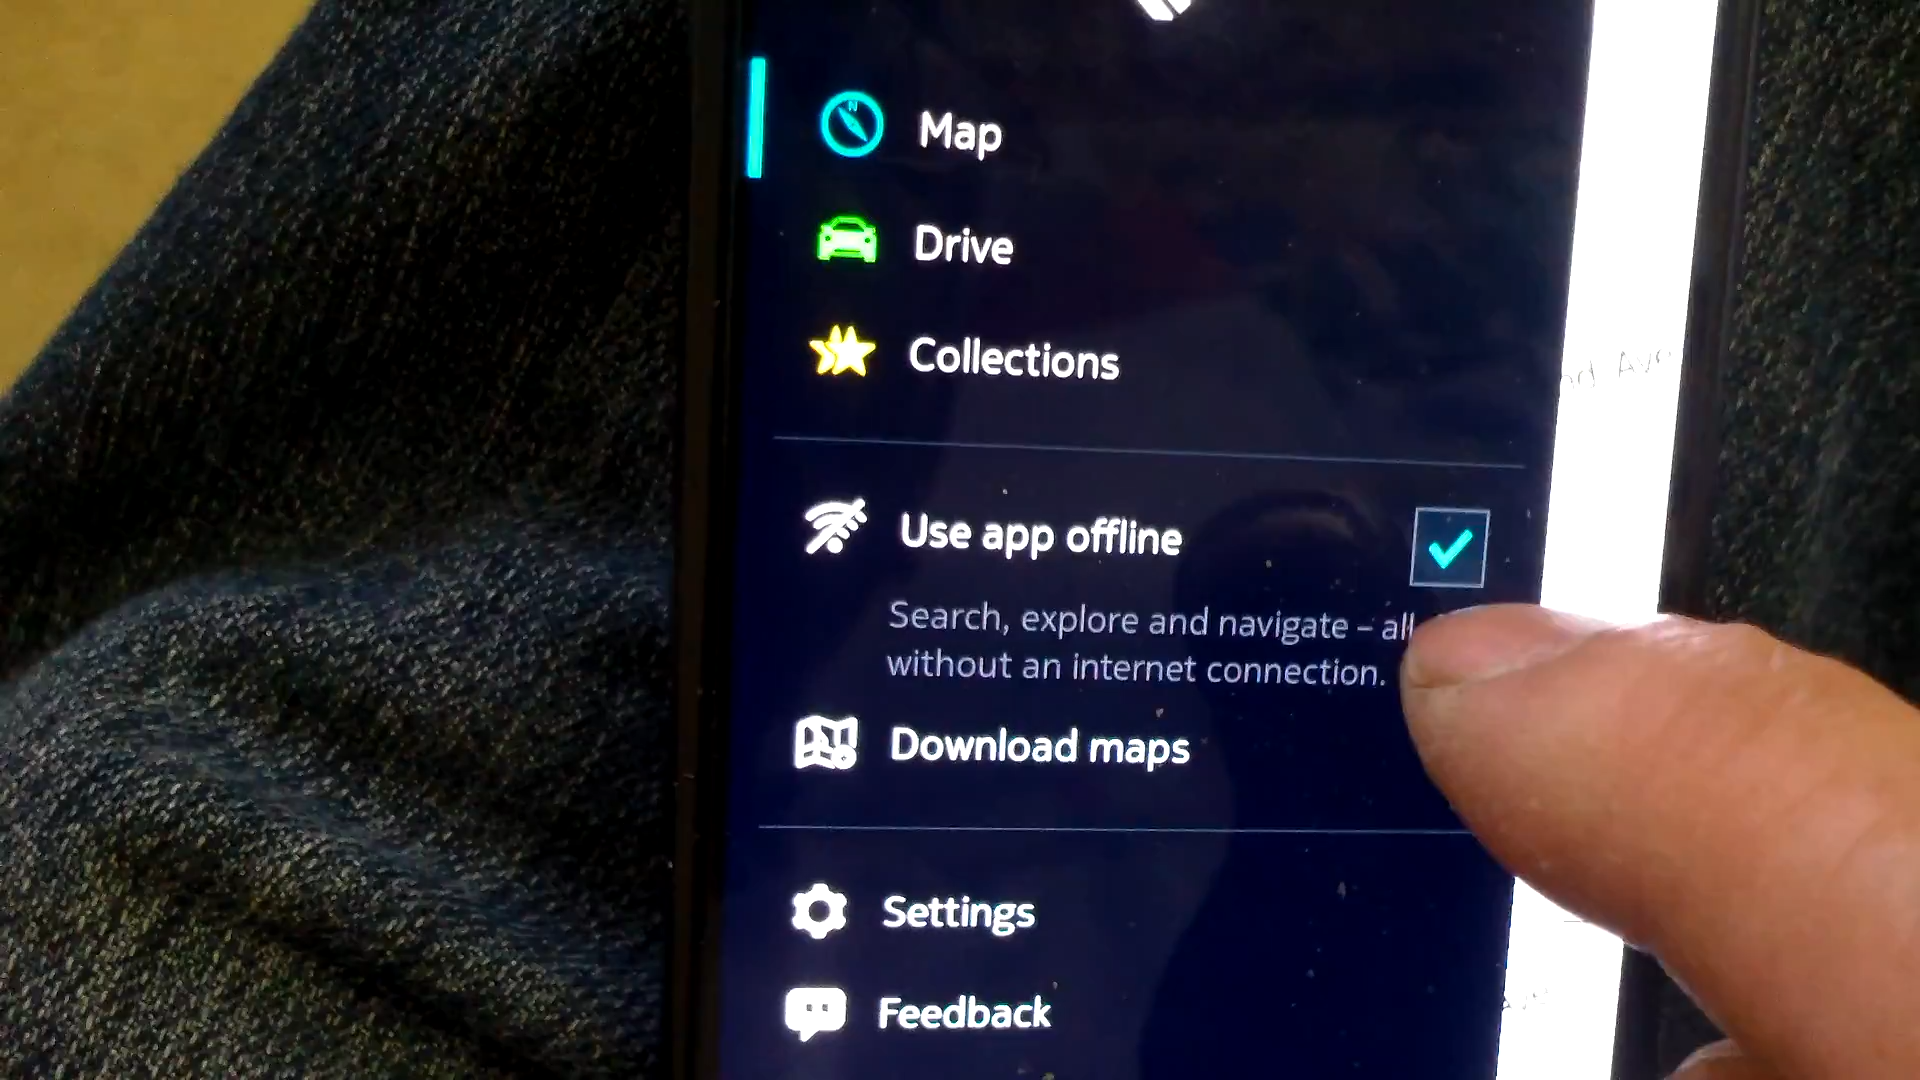 Map
Drive
Collections
Use app offline
Search, explore and navigate – all
without an internet connection.
Download maps
Settings
Feedback